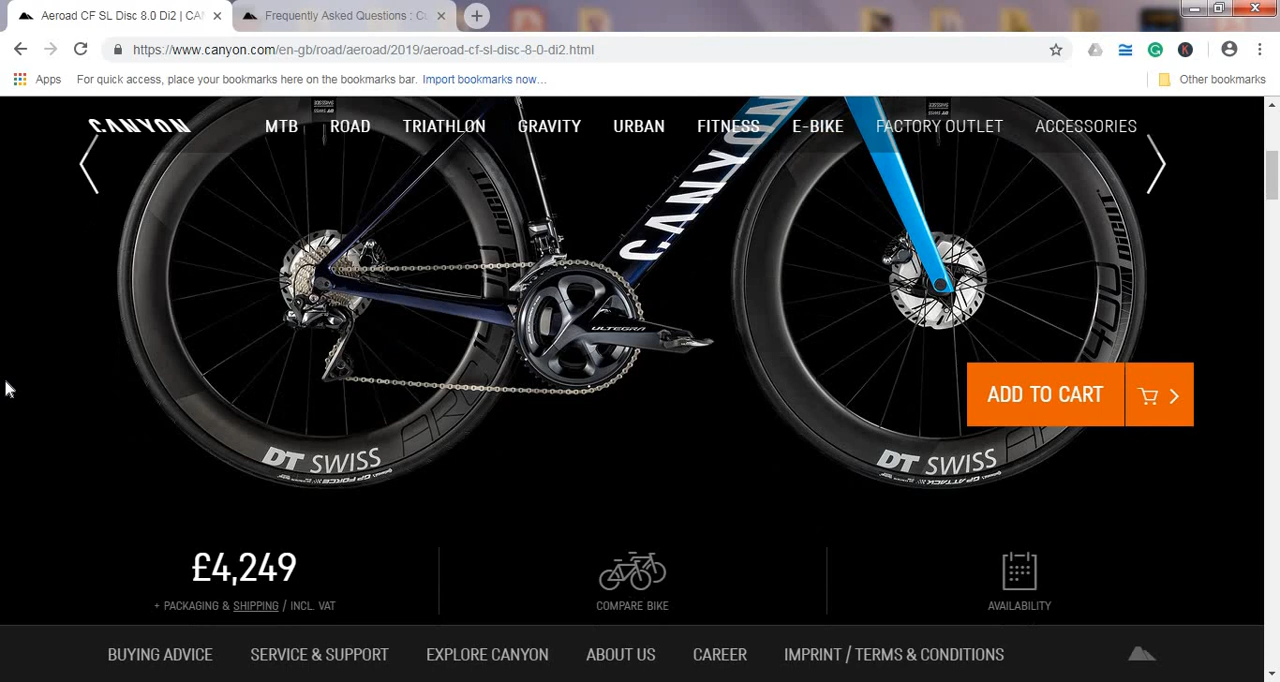 Aeroad CF SL Disc 8.0 Di2 | CAN
Frequently Asked Questions : Co
https://www.canyon.com/en-gb/road/aeroad/2019/aeroad-cf-sl-disc-8-0-di2.html
Apps For quick access, place your bookmarks here on the bookmarks bar. Import bookmarks now... Other bookmarks
CANYON MTB ROAD TRIATHLON GRAVITY URBAN FITNESS E-BIKE FACTORY OUTLET ACCESSORIES
CANYON
ULTEGRA
ADD TO CART
DT SWISS
DT SWISS
£4,249
+ PACKAGING & SHIPPING / INCL. VAT
COMPARE BIKE
AVAILABILITY
BUYING ADVICE SERVICE & SUPPORT EXPLORE CANYON ABOUT US CAREER IMPRINT / TERMS & CONDITIONS